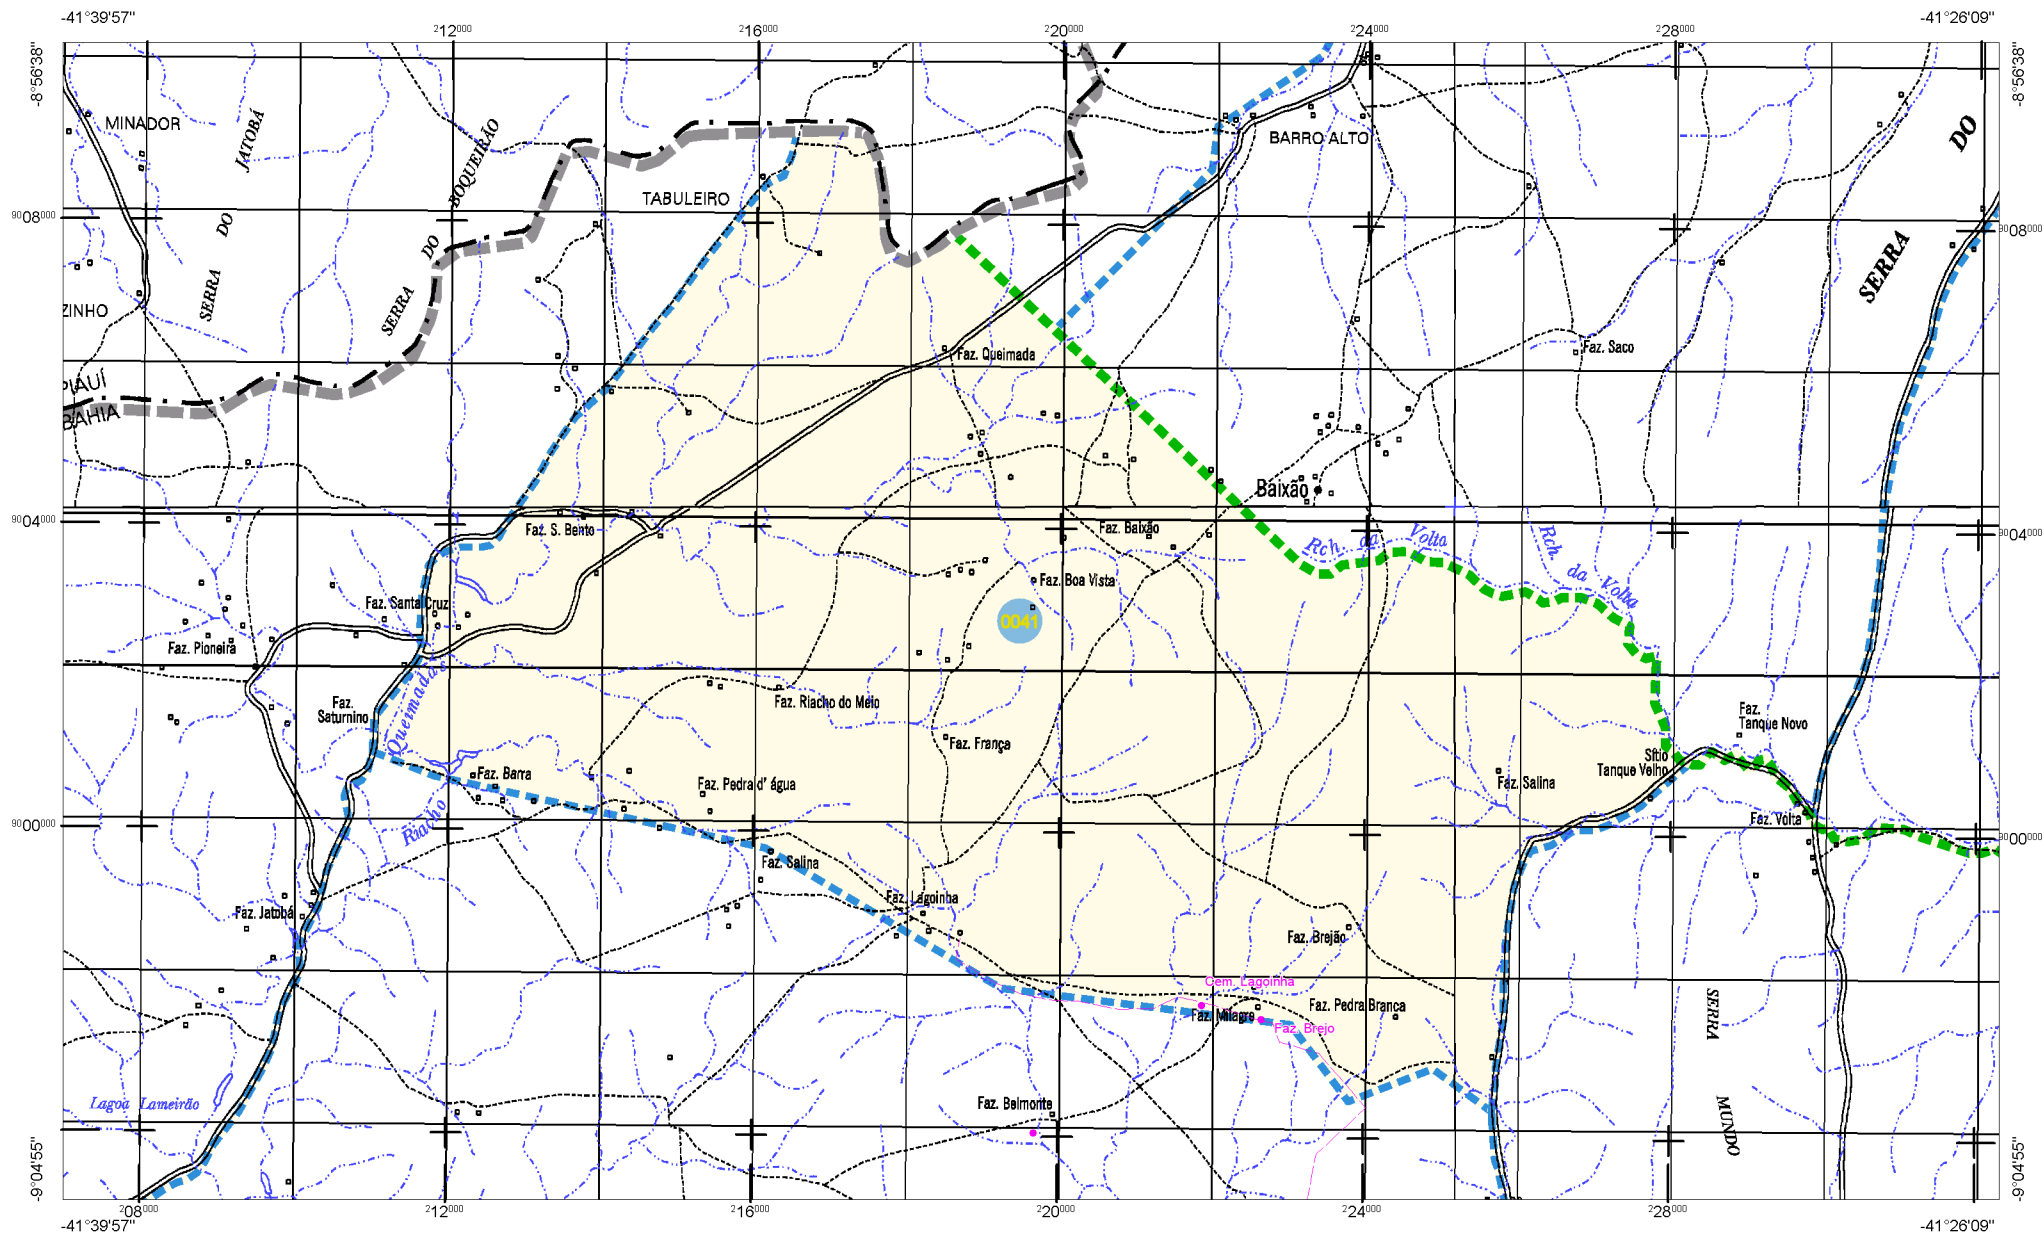 -41°39'57"
-41°26'09"
212000
216000
220000
224000
228000
-8°56'38"
-8°56'38"
MINADOR
JATOBÁ
DO
SERRA
BOQUEIRÃO
DO
SERRA
TABULEIRO
BARRO ALTO
DO
SERRA
9008000
9008000
ZINHO
PIAUÍ
BAHIA
Faz. Queimada
Faz. Saco
Baixão
9004000
9004000
Faz. S. Bento
Faz. Baixão
Rch. da Volta
Rch. da Volta
Faz. Boa Vista
0041
Faz. Santa Cruz
Faz. Pioneira
Faz.
Saturnino
Riacho Queimadas
Faz. Riacho do Meio
Faz. França
Faz.
Tanque Novo
Sítio
Tanque Velho
Faz. Barra
Faz. Pedra d' água
Faz. Salina
Faz. Volta
9000000
9000000
Faz. Salina
Faz. Lagoinha
Faz. Jatobá
Faz. Brejão
Cem. Lagoinha
Faz. Milagre
Faz. Pedra Branca
Faz. Brejo
SERRA
MUNDO
Lagoa Lameirão
Faz. Belmonte
-9°04'55"
-9°04'55"
208000
212000
216000
220000
224000
228000
-41°39'57"
-41°26'09"